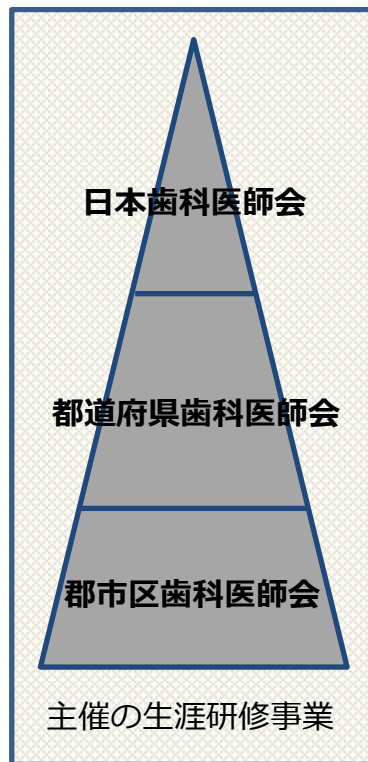 日本歯科医師会
都道府県歯科医師会
郡市区歯科医師会
主催の生涯研修事業